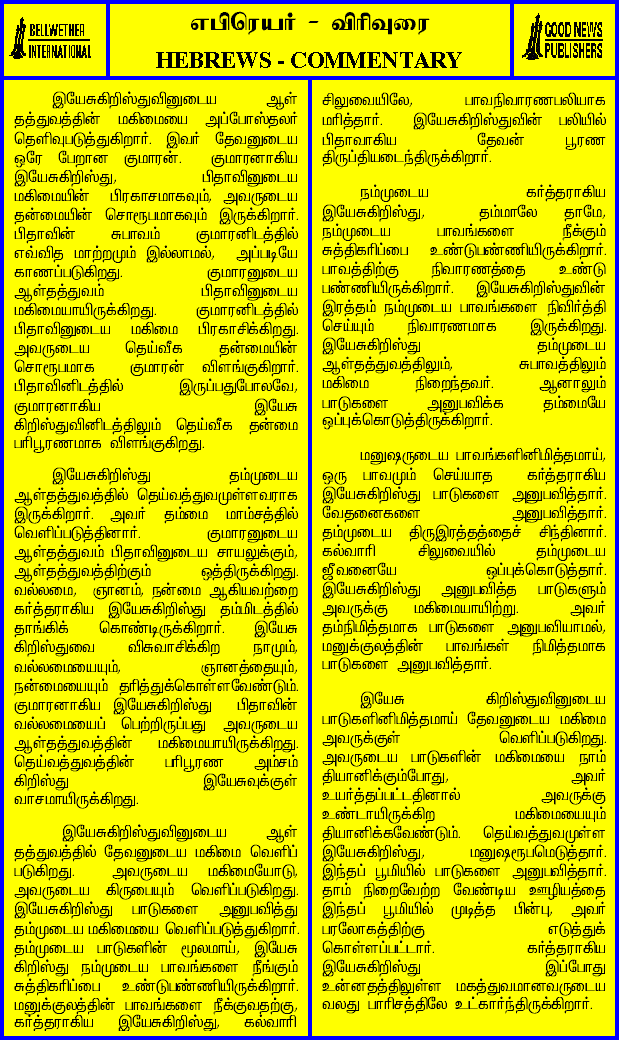 BELLWETHER
INTERNATIONAL
எபிரெயர் - விரிவுரை
HEBREWS - COMMENTARY
GOOD NEWS
PUBLISHERS
இயேசுகிறிஸ்துவினுடைய ஆள்
தத்துவத்தின் மகிமையை அப்போஸ்தலர்
தெளிவுபடுத்துகிறார். இவர் தேவனுடைய
ஒரே பேறான குமாரன். குமாரனாகிய
இயேசுகிறிஸ்து, பிதாவினுடைய
மகிமையின் பிரகாசமாகவும், அவருடைய
தன்மையின் சொரூபமாகவும் இருக்கிறார்.
பிதாவின் சுபாவம் குமாரனிடத்தில்
எவ்வித மாற்றமும் இல்லாமல், அப்படியே
காணப்படுகிறது. குமாரனுடைய
ஆள்தத்துவம் பிதாவினுடைய
மகிமையாயிருக்கிறது. குமாரனிடத்தில்
பிதாவினுடைய மகிமை பிரகாசிக்கிறது.
அவருடைய தெய்வீக தன்மையின்
சொரூபமாக குமாரன் விளங்குகிறார்.
பிதாவினிடத்தில் இருப்பதுபோலவே,
குமாரனாகிய இயேசு
கிறிஸ்துவினிடத்திலும் தெய்வீக தன்மை
பரிபூரணமாக விளங்குகிறது.
இயேசுகிறிஸ்து தம்முடைய
ஆள்தத்துவத்தில் தெய்வத்துவமுள்ளவராக
இருக்கிறார். அவர் தம்மை மாம்சத்தில்
வெளிப்படுத்தினார். குமாரனுடைய
ஆள்தத்துவம் பிதாவினுடைய சாயலுக்கும்,
ஆள்தத்துவத்திற்கும் ஒத்திருக்கிறது.
வல்லமை, ஞானம், நன்மை ஆகியவற்றை
கர்த்தராகிய இயேசுகிறிஸ்து தம்மிடத்தில்
தாங்கிக் கொண்டிருக்கிறார். இயேசு
கிறிஸ்துவை விசுவாசிக்கிற நாமும்,
வல்லமையையும், ஞானத்தையும்,
நன்மையையும் தரித்துக்கொள்ளவேண்டும்.
குமாரனாகிய இயேசுகிறிஸ்து பிதாவின்
வல்லமையைப் பெற்றிருப்பது அவருடைய
ஆள்தத்துவத்தின் மகிமையாயிருக்கிறது.
தெய்வத்துவத்தின் பரிபூரண அம்சம்
கிறிஸ்து இயேசுவுக்குள்
வாசமாயிருக்கிறது.
இயேசுகிறிஸ்துவினுடைய ஆள்
தத்துவத்தில் தேவனுடைய மகிமை வெளிப்
படுகிறது. அவருடைய மகிமையோடு,
அவருடைய கிருபையும் வெளிப்படுகிறது.
இயேசுகிறிஸ்து பாடுகளை அனுபவித்து
தம்முடைய மகிமையை வெளிப்படுத்துகிறார்.
தம்முடைய பாடுகளின் மூலமாய், இயேசு
கிறிஸ்து நம்முடைய பாவங்களை நீங்கும்
சுத்திகரிப்பை உண்டுபண்ணியிருக்கிறார்.
மனுக்குலத்தின் பாவங்களை நீக்குவதற்கு,
கர்த்தராகிய இயேசுகிறிஸ்து, கல்வாரி
சிலுவையிலே, பாவநிவாரணபலியாக
மரித்தார். இயேசுகிறிஸ்துவின் பலியில்
பிதாவாகிய தேவன் பூரண
திருப்தியடைந்திருக்கிறார்.
நம்முடைய கர்த்தராகிய
இயேசுகிறிஸ்து, தம்மாலே தாமே,
நம்முடைய பாவங்களை நீக்கும்
சுத்திகரிப்பை உண்டுபண்ணியிருக்கிறார்.
பாவத்திற்கு நிவாரணத்தை உண்டு
பண்ணியிருக்கிறார். இயேசுகிறிஸ்துவின்
இரத்தம் நம்முடைய பாவங்களை நிவிர்த்தி
செய்யும் நிவாரணமாக இருக்கிறது.
இயேசுகிறிஸ்து தம்முடைய
ஆள்தத்துவத்திலும், சுபாவத்திலும்
மகிமை நிறைந்தவர். ஆனாலும்
பாடுகளை அனுபவிக்க தம்மையே
ஒப்புக்கொடுத்திருக்கிறார்.
மனுஷருடைய பாவங்களினிமித்தமாய்,
ஒரு பாவமும் செய்யாத கர்த்தராகிய
இயேசுகிறிஸ்து பாடுகளை அனுபவித்தார்.
வேதனைகளை அனுபவித்தார்.
தம்முடைய திருஇரத்தத்தைச் சிந்தினார்.
கல்வாரி சிலுவையில் தம்முடைய
ஜீவனையே ஒப்புக்கொடுத்தார்.
இயேசுகிறிஸ்து அனுபவித்த பாடுகளும்
அவருக்கு மகிமையாயிற்று. அவர்
தம்நிமித்தமாக பாடுகளை அனுபவியாமல்,
மனுக்குலத்தின் பாவங்கள் நிமித்தமாக
பாடுகளை அனுபவித்தார்.
இயேசு கிறிஸ்துவினுடைய
பாடுகளினிமித்தமாய் தேவனுடைய மகிமை
அவருக்குள் வெளிப்படுகிறது.
அவருடைய பாடுகளின் மகிமையை நாம்
தியானிக்கும்போது, அவர்
உயர்த்தப்பட்டதினால் அவருக்கு
உண்டாயிருக்கிற மகிமையையும்
தியானிக்கவேண்டும். தெய்வத்துவமுள்ள
இயேசுகிறிஸ்து, மனுஷரூபமெடுத்தார்.
இந்தப் பூமியில் பாடுகளை அனுபவித்தார்.
தாம் நிறைவேற்ற வேண்டிய ஊழியத்தை
இந்தப் பூமியில் முடித்த பின்பு, அவர்
பரலோகத்திற்கு எடுத்துக்
கொள்ளப்பட்டார். கர்த்தராகிய
இயேசுகிறிஸ்து இப்போது
உன்னதத்திலுள்ள மகத்துவமானவருடைய
வலது பாரிசத்திலே உட்கார்ந்திருக்கிறார்.